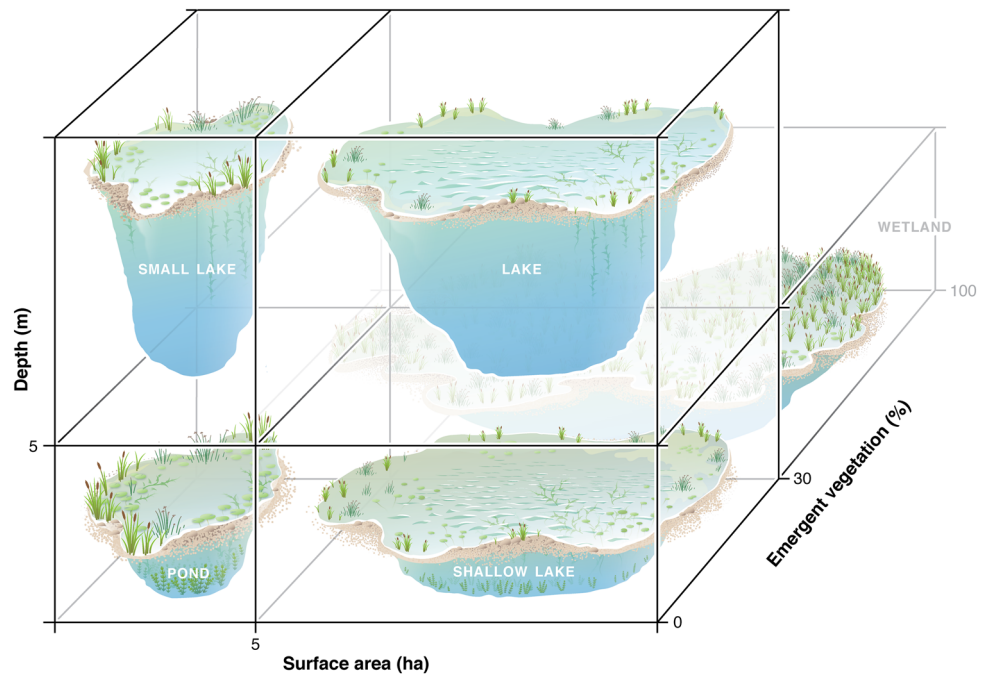 WETLAND
SMALL LAKE
LAKE
100
Depth (m)
5
30
Emergent vegetation (%)
POND
SHALLOW LAKE
0
5
Surface area (ha)